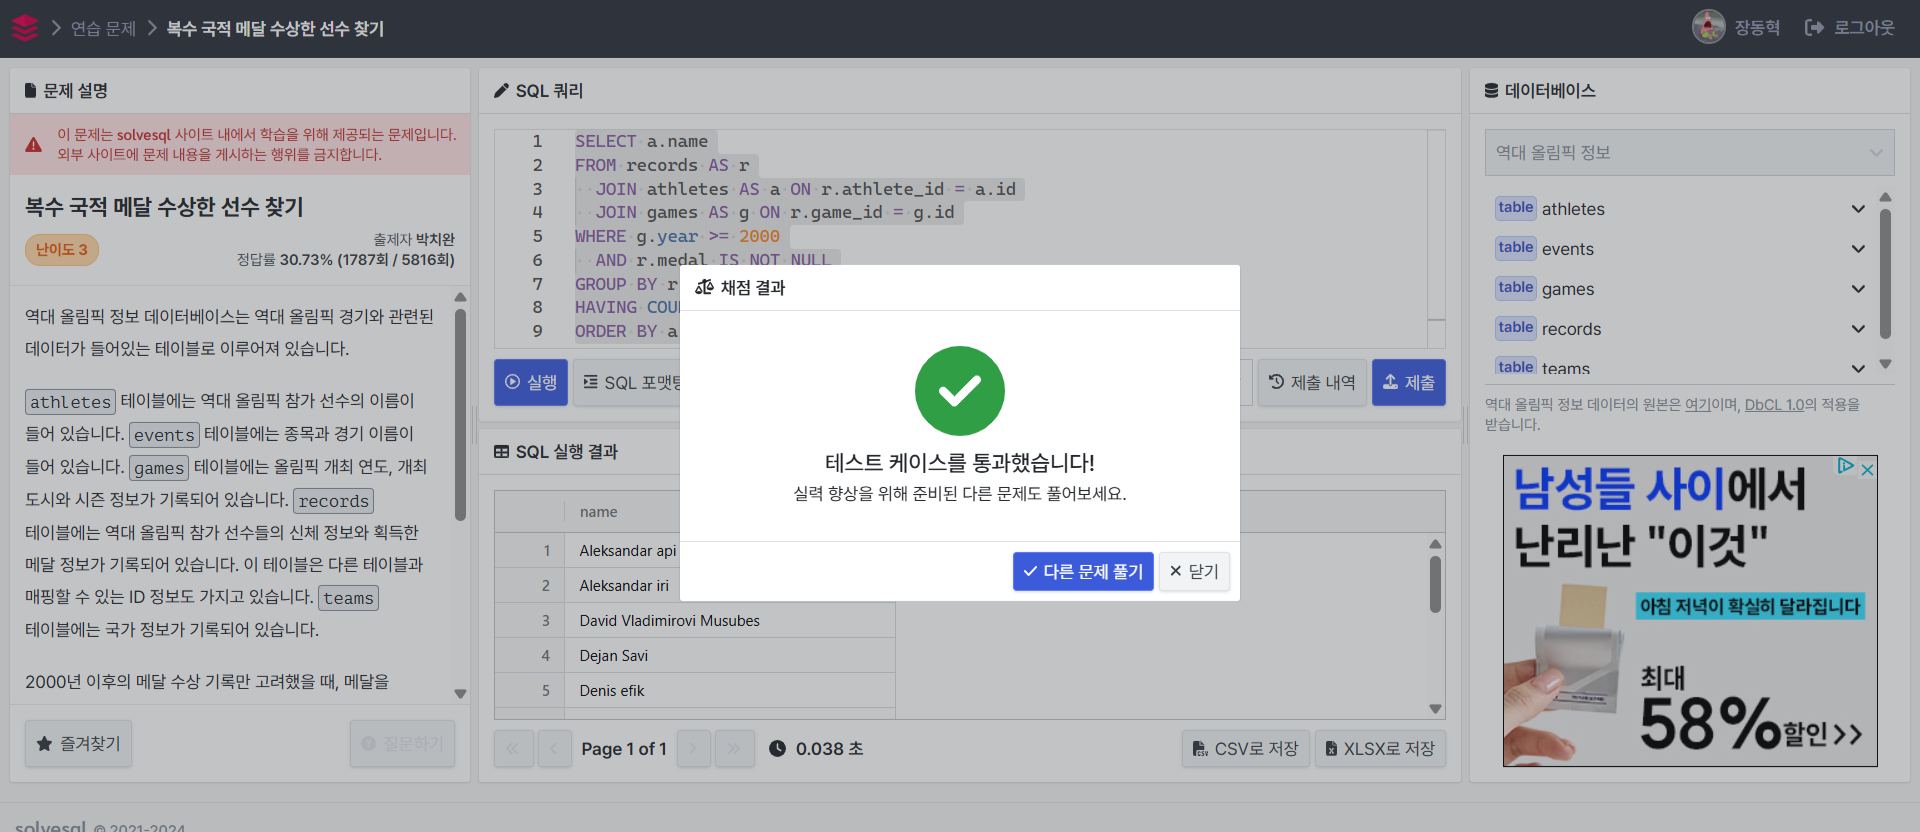 연습 문제
복수 국적 메달 수상한 선수 찾기
장동혁
로그아웃
문제 설명
이 문제는 solvesql 사이트 내에서 학습을 위해 제공되는 문제입니다.
외부 사이트에 문제 내용을 게시하는 행위를 금지합니다.
복수 국적 메달 수상한 선수 찾기
난이도 3
출제자 박치완
정답률 30.73% (1787회 / 5816회)
역대 올림픽 정보 데이터베이스는 역대 올림픽 경기와 관련된
데이터가 들어있는 테이블로 이루어져 있습니다.
athletes 테이블에는 역대 올림픽 참가 선수의 이름이
들어 있습니다. events 테이블에는 종목과 경기 이름이
들어 있습니다. games 테이블에는 올림픽 개최 연도, 개최
도시와 시즌 정보가 기록되어 있습니다. records
테이블에는 역대 올림픽 참가 선수들의 신체 정보와 획득한
메달 정보가 기록되어 있습니다. 이 테이블은 다른 테이블과
매핑할 수 있는 ID 정보도 가지고 있습니다. teams
테이블에는 국가 정보가 기록되어 있습니다.
2000년 이후의 메달 수상 기록만 고려했을 때, 메달을
즐겨찾기
질문하기
SQL 쿼리
1 SELECT a.name
2 FROM records AS r
3 JOIN athletes AS a ON r.athlete_id = a.id
4 JOIN games AS g ON r.game_id = g.id
5 WHERE g.year >= 2000
6 AND r.medal IS NOT NULL
7 GROUP BY r
8 HAVING COU
9 ORDER BY a
실행
SQL 포맷팅
제출 내역
제출
SQL 실행 결과
name
1 Aleksandar api
2 Aleksandar iri
3 David Vladimirovi Musubes
4 Dejan Savi
5 Denis efik
« ‹ Page 1 of 1 › »
0.038 초
CSV로 저장
XLSX로 저장
채점 결과
테스트 케이스를 통과했습니다!
실력 향상을 위해 준비된 다른 문제도 풀어보세요.
다른 문제 풀기
닫기
데이터베이스
역대 올림픽 정보
table athletes
table events
table games
table records
table teams
역대 올림픽 정보 데이터의 원본은 여기이며, DbCL 1.0의 적용을
받습니다.
남성들 사이에서
난리난 "이것"
아침 저녁이 확실히 달라집니다
최대
58%할인>>
solvesql © 2021-2024